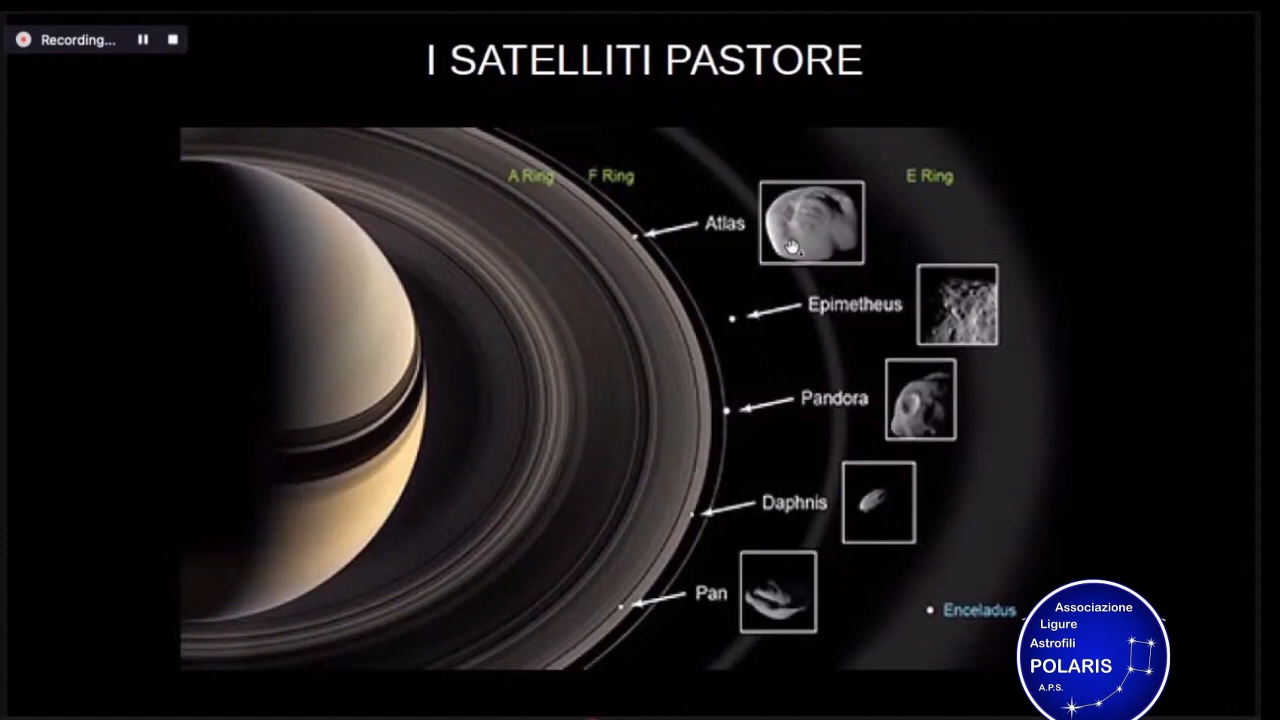 Recording...
I SATELLITI PASTORE
A Ring
F Ring
E Ring
Atlas
Epimetheus
Pandora
Daphnis
Pan
Enceladus
Associazione
Ligure
Astrofili
POLARIS
A.P.S.